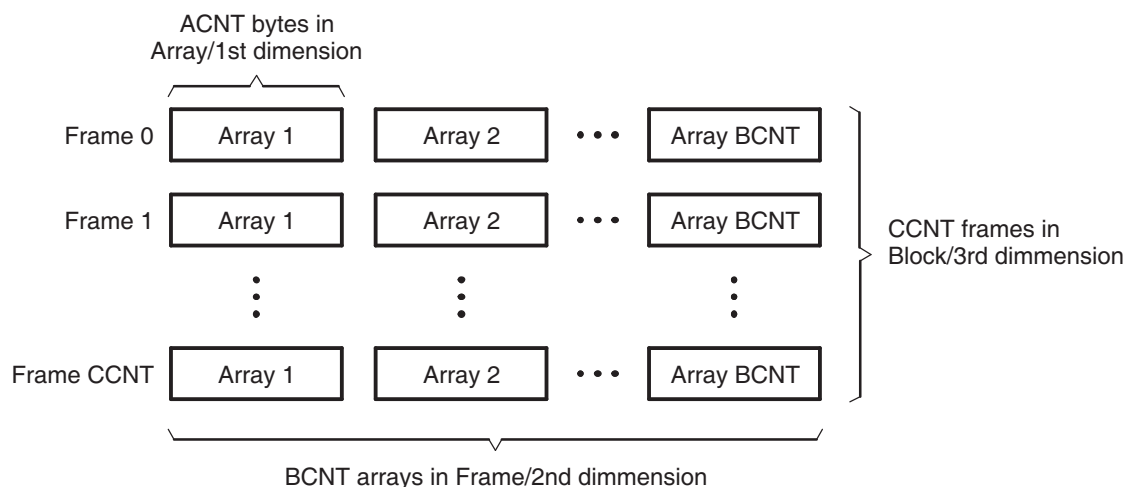 ACNT bytes in
Array/1st dimension
Frame 0 Array 1 Array 2 Array BCNT
Frame 1 Array 1 Array 2 Array BCNT
CCNT frames in
Block/3rd dimmension
Frame CCNT Array 1 Array 2 Array BCNT
BCNT arrays in Frame/2nd dimmension